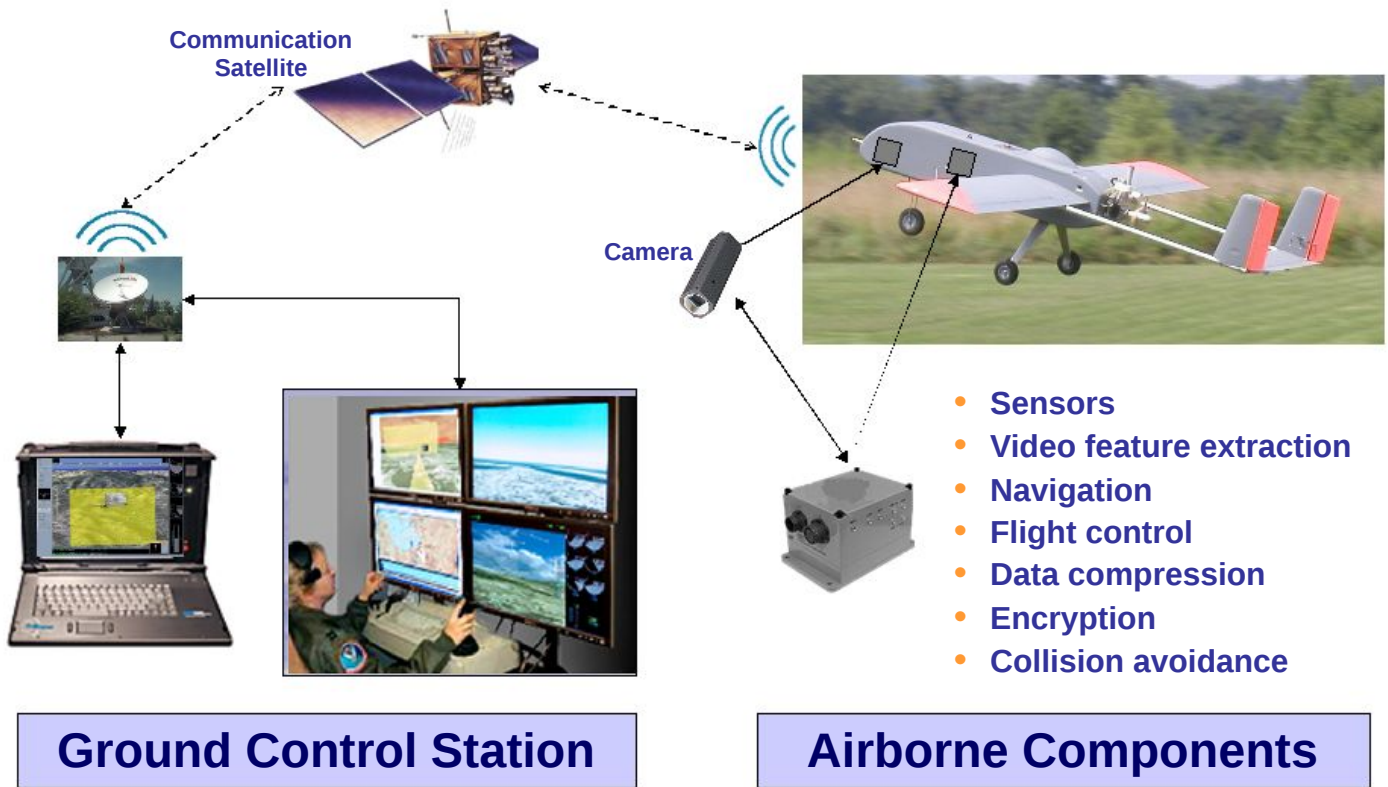 Communication
Satellite
Camera
Sensors
Video feature extraction
Navigation
Flight control
Data compression
Encryption
Collision avoidance
Ground Control Station
Airborne Components